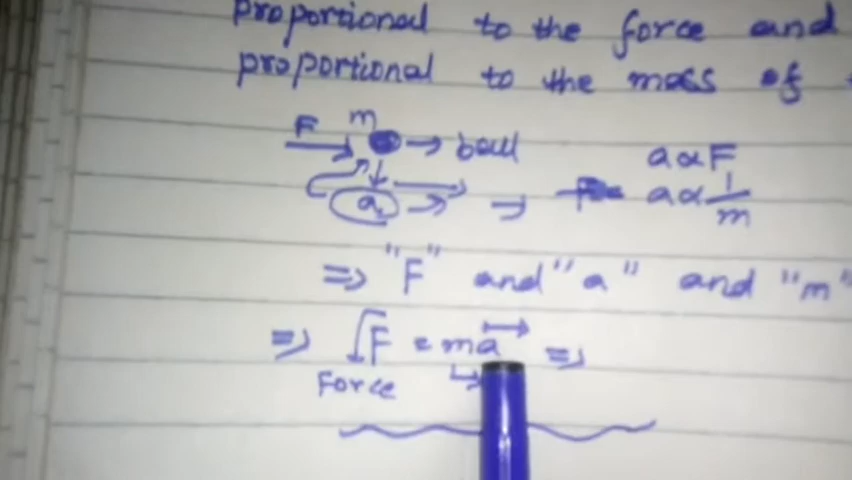 proportional to the force and
proportional to the mass of
F m → ball a α F
a → ⇒ a α 1/m
⇒ "F" and "a" and "m"
⇒ F = ma ⇒
Force